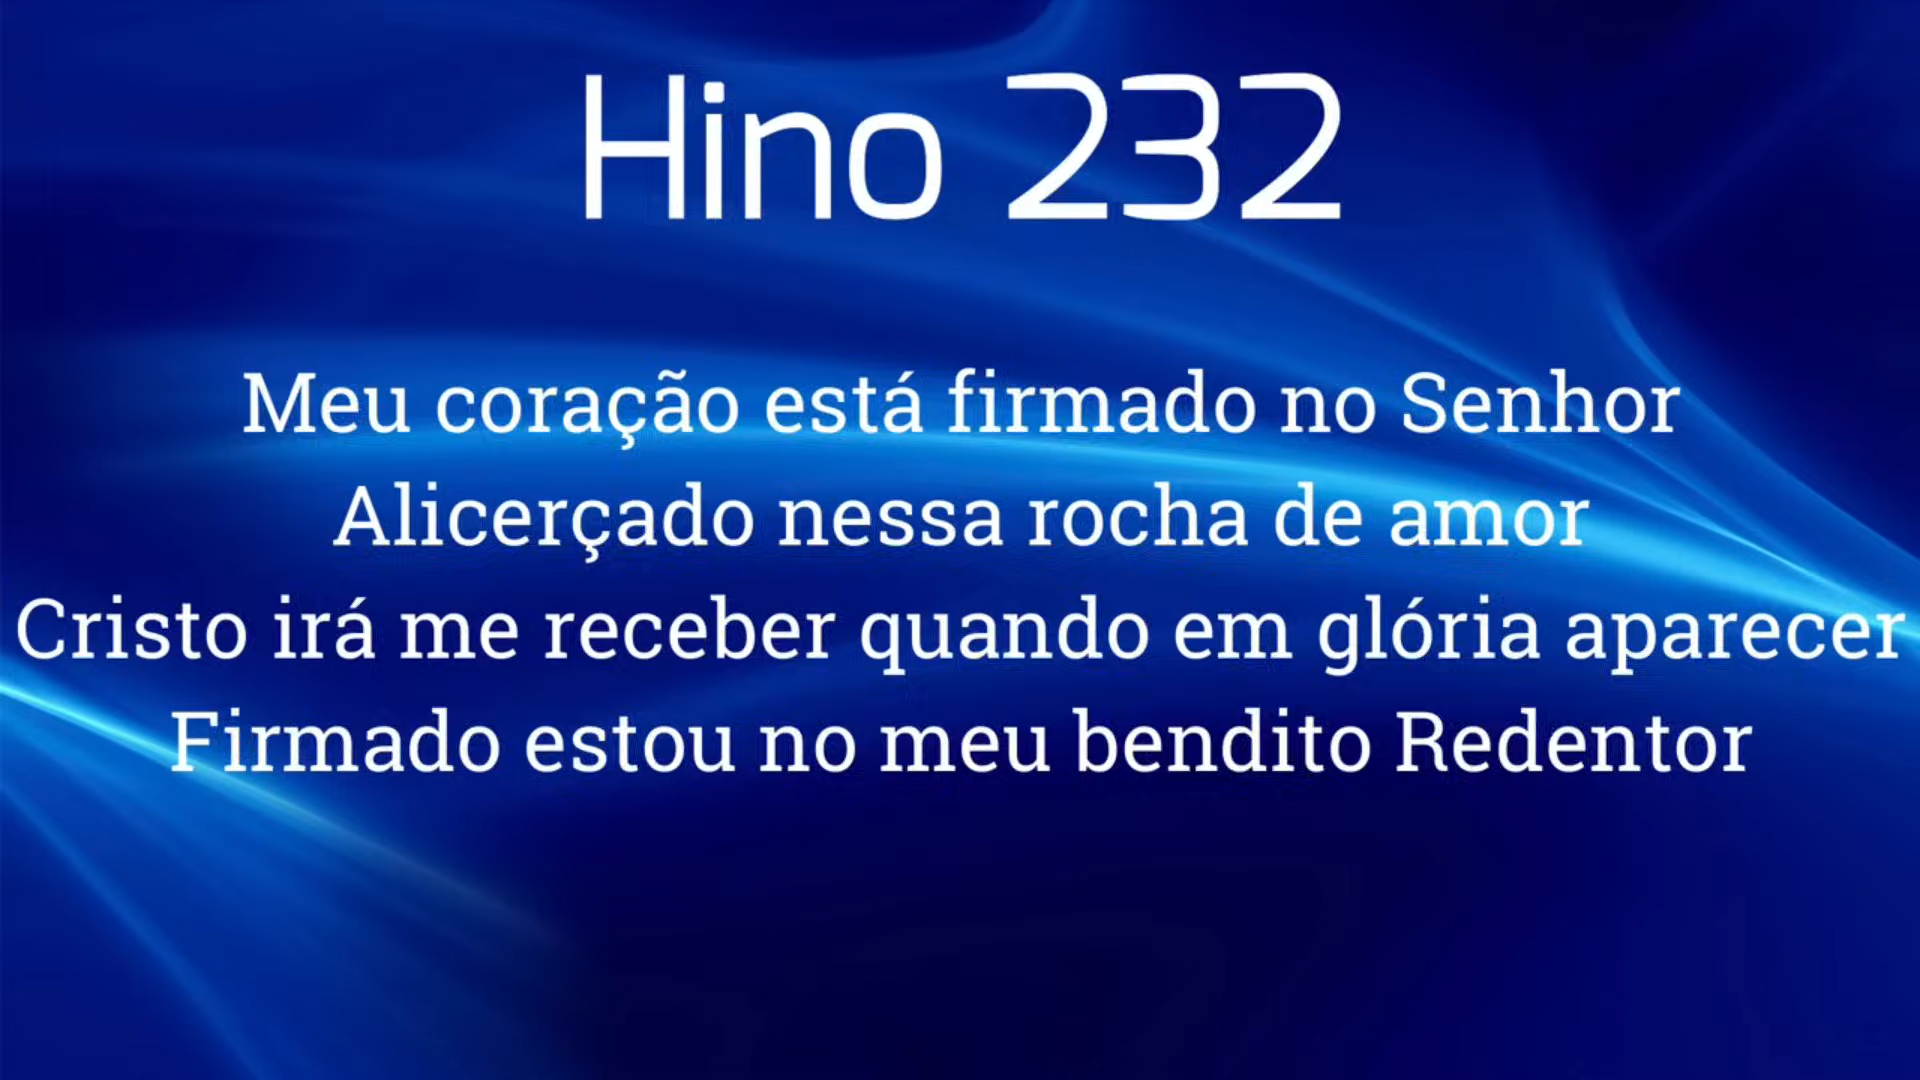 Hino 232
Meu coração está firmado no Senhor
Alicerçado nessa rocha de amor
Cristo irá me receber quando em glória aparecer
Firmado estou no meu bendito Redentor